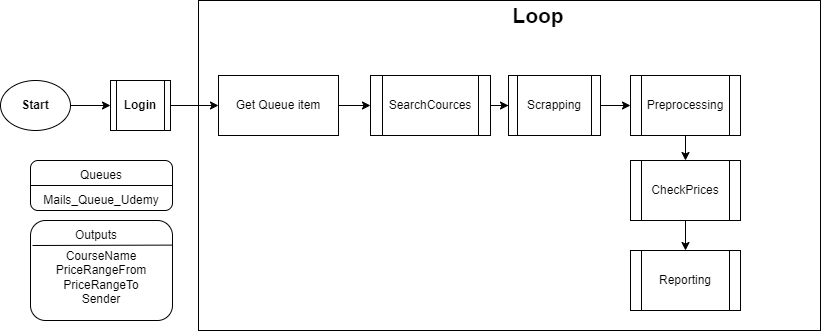 Loop
Start
Login
Get Queue item
SearchCources
Scrapping
Preprocessing
Queues
Mails_Queue_Udemy
CheckPrices
Outputs
CourseName
PriceRangeFrom
PriceRangeTo
Sender
Reporting